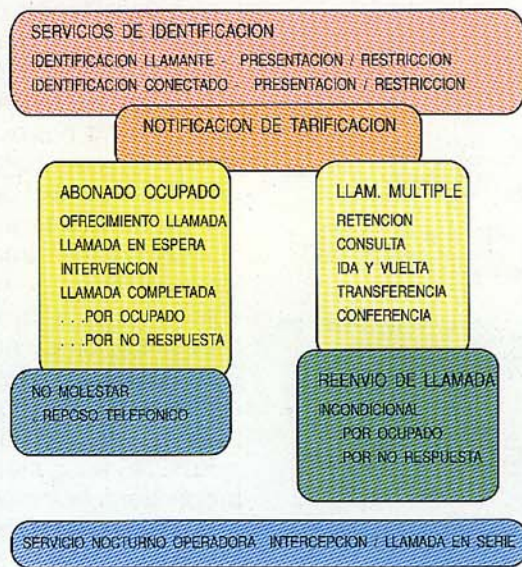 SERVICIOS DE IDENTIFICACION
IDENTIFICACION LLAMANTE - PRESENTACION / RESTRICCION
IDENTIFICACION CONECTADO - PRESENTACION / RESTRICCION
NOTIFICACION DE TARIFICACION
ABONADO OCUPADO
OFRECIMIENTO LLAMADA
LLAMADA EN ESPERA
INTERVENCION
LLAMADA COMPLETADA
. . .POR OCUPADO
. . .POR NO RESPUESTA
LLAM. MULTIPLE
RETENCION
CONSULTA
IDA Y VUELTA
TRANSFERENCIA
CONFERENCIA
NO MOLESTAR
. .REPOSO TELEFONICO
REENVIO DE LLAMADA
INCONDICIONAL
. . .POR OCUPADO
. . .POR NO RESPUESTA
SERVICIO NOCTURNO OPERADORA INTERCEPCION / LLAMADA EN SERIE